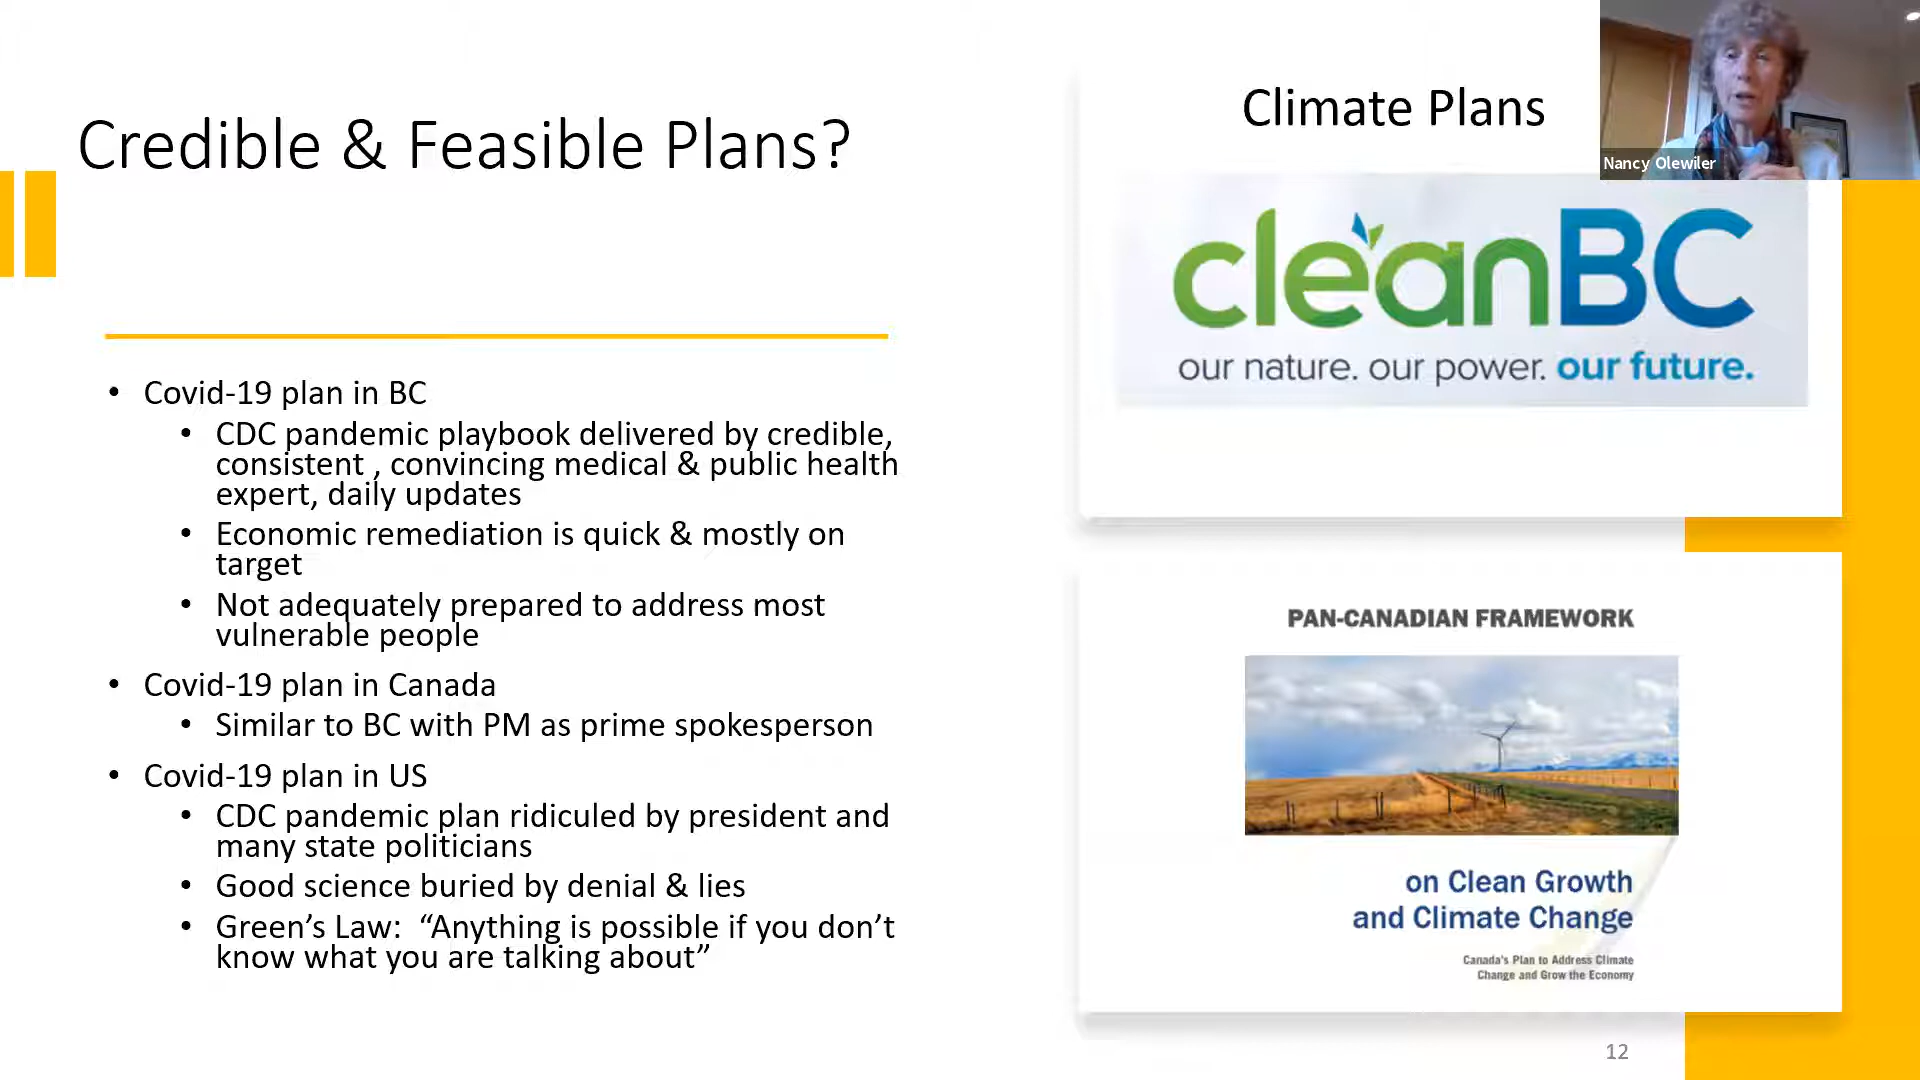 Credible & Feasible Plans?
• Covid-19 plan in BC
• CDC pandemic playbook delivered by credible,
consistent , convincing medical & public health
expert, daily updates
• Economic remediation is quick & mostly on
target
• Not adequately prepared to address most
vulnerable people
• Covid-19 plan in Canada
• Similar to BC with PM as prime spokesperson
• Covid-19 plan in US
• CDC pandemic plan ridiculed by president and
many state politicians
• Good science buried by denial & lies
• Green’s Law: “Anything is possible if you don’t
know what you are talking about”
Climate Plans
Nancy Olewiler
cleanBC
our nature. our power. our future.
PAN-CANADIAN FRAMEWORK
on Clean Growth
and Climate Change
Canada's Plan to Address Climate
Change and Grow the Economy
12